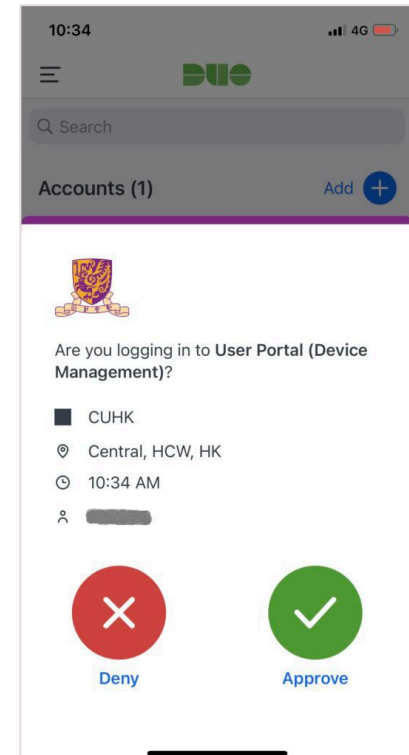 10:34
4G
DUO
Search
Accounts (1)
Add
Are you logging in to User Portal (Device
Management)?
CUHK
Central, HCW, HK
10:34 AM
Deny
Approve